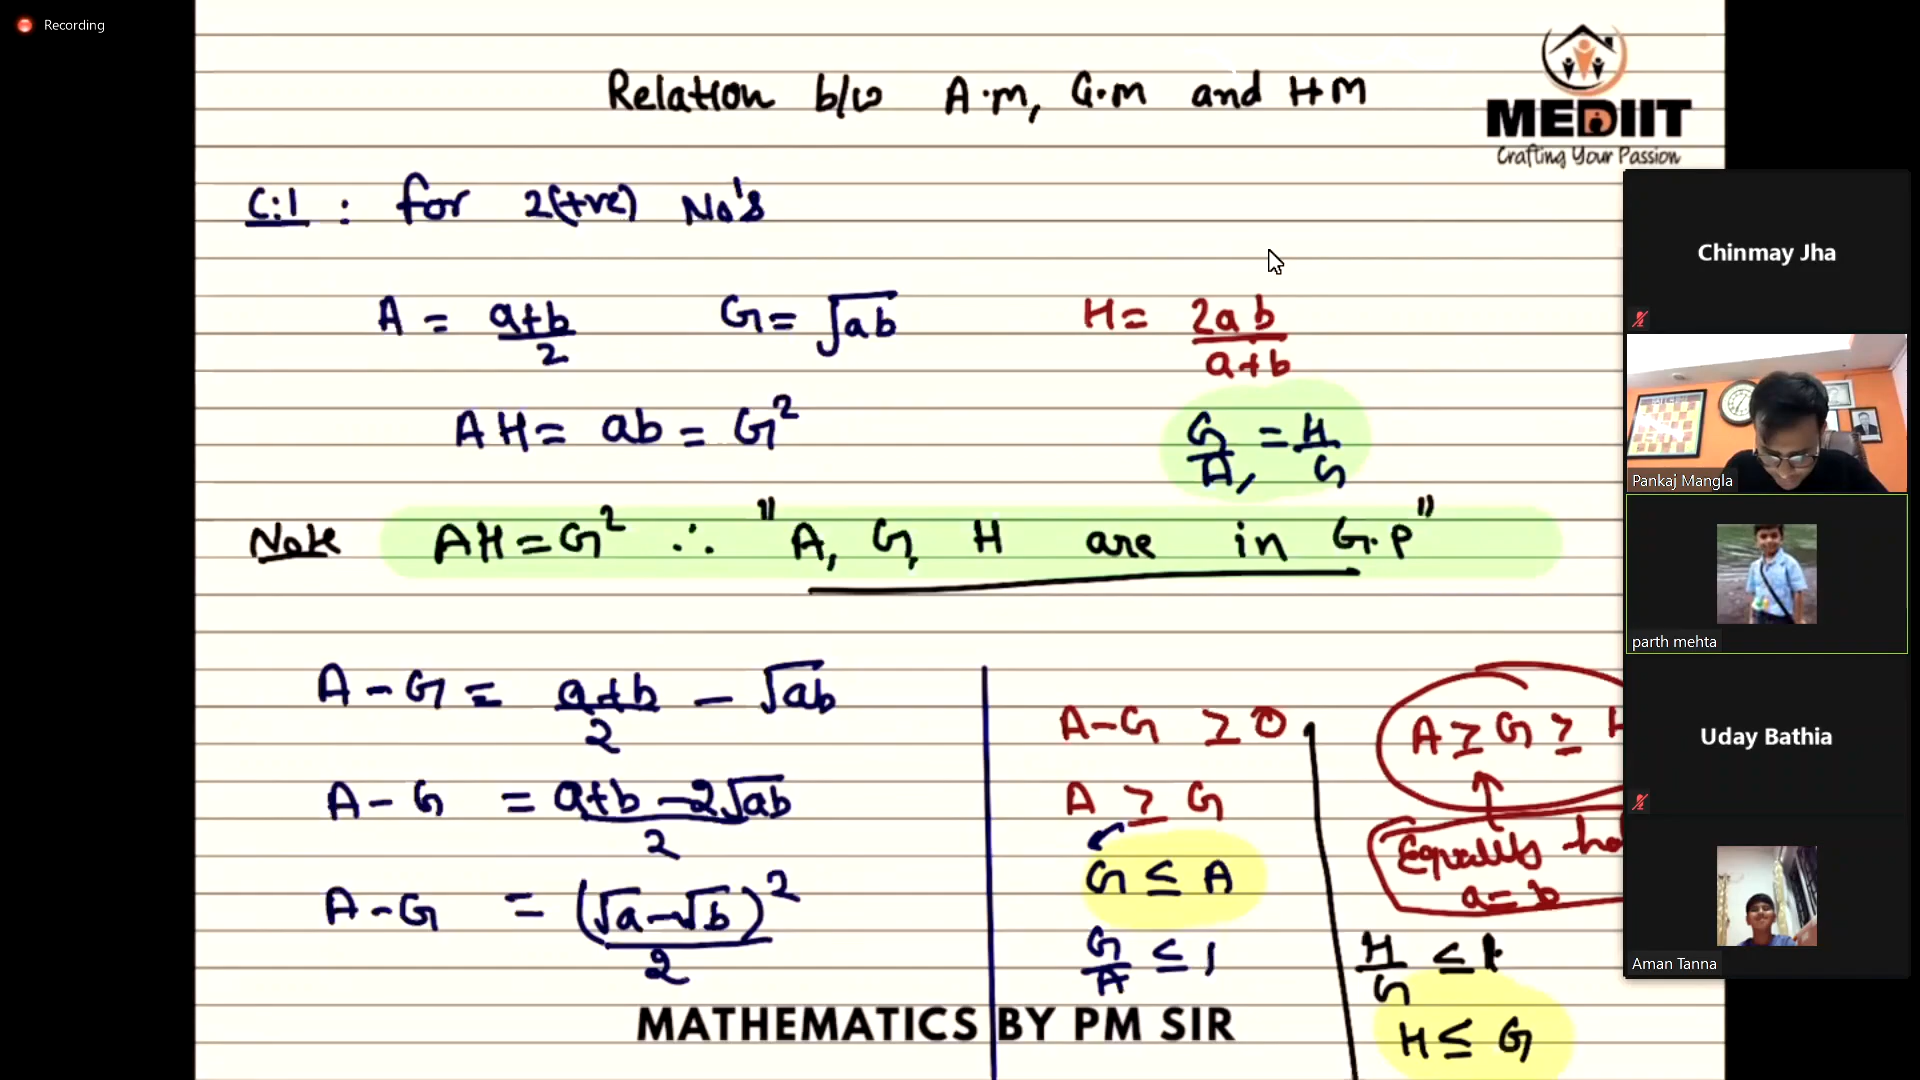 Recording
Relation b/w A.M, G.M and HM
MEDIIT
Crafting Your Passion
C:1 : for 2(+ve) No's
A = a+b/2 G = √ab H = 2ab/a+b
AH = ab = G² G/A, = H/G
Note AH = G² ∴ "A, G, H are in G.P"
A - G = a+b/2 - √ab
A - G = a+b-2√ab/2
A - G = (√a-√b)²/2
A-G ≥ 0
A ≥ G
G ≤ A
G/A ≤ 1
A ≥ G ≥ H
Equality
a = b
H/G ≤ 1
H ≤ G
MATHEMATICS BY PM SIR
Chinmay Jha
Pankaj Mangla
parth mehta
Uday Bathia
Aman Tanna